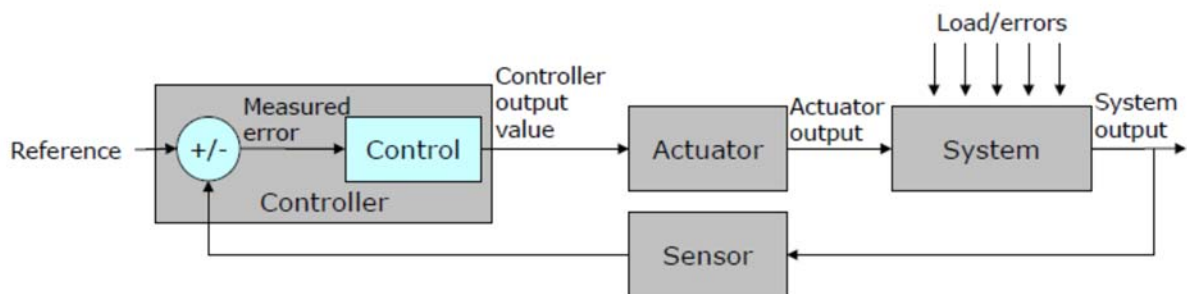 Load/errors
Controller
output
value
Measured
error
Actuator
output
System
output
Reference
+/-
Control
Actuator
System
Controller
Sensor